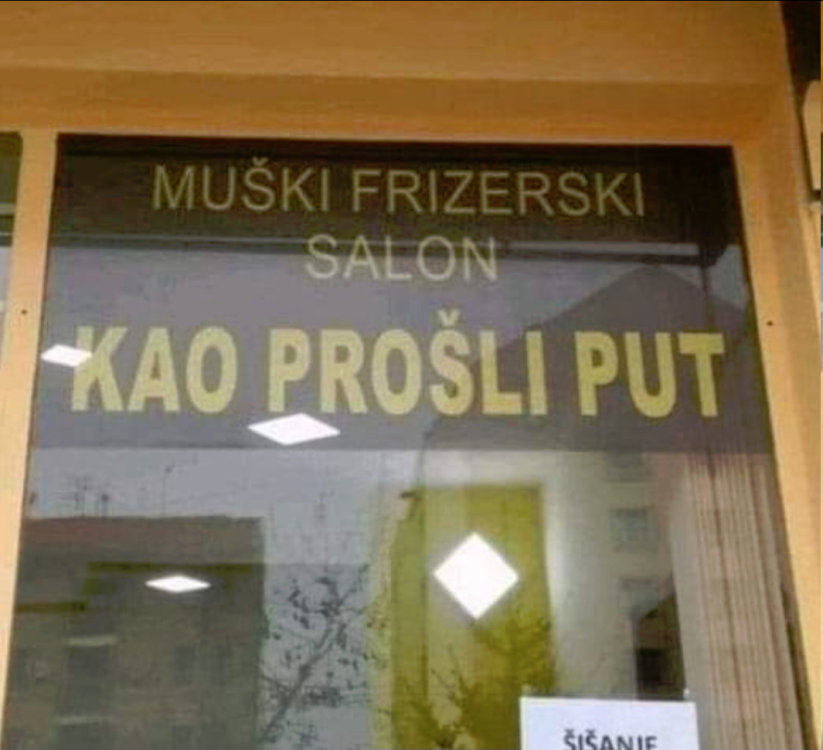 MUŠKI FRIZERSKI
SALON
KAO PROŠLI PUT
ŠIŠANJE